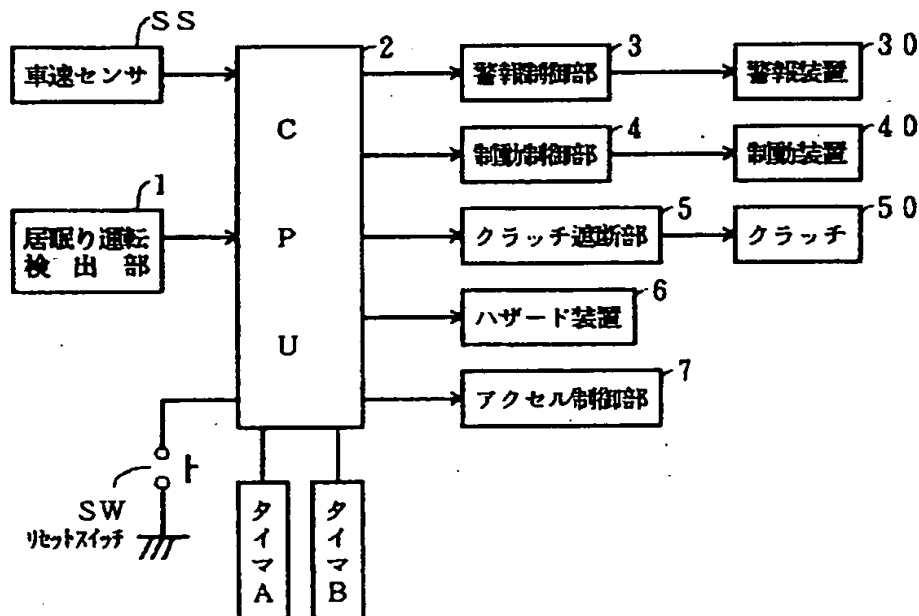 SS
車速センサ
2
3
警報制御部
30
警報装置
4
制動制御部
40
制動装置
1
居眠り運転
検出部
CPU
5
クラッチ遮断部
50
クラッチ
6
ハザード装置
7
アクセル制御部
SW
リセットスイッチ
タイマA
タイマB